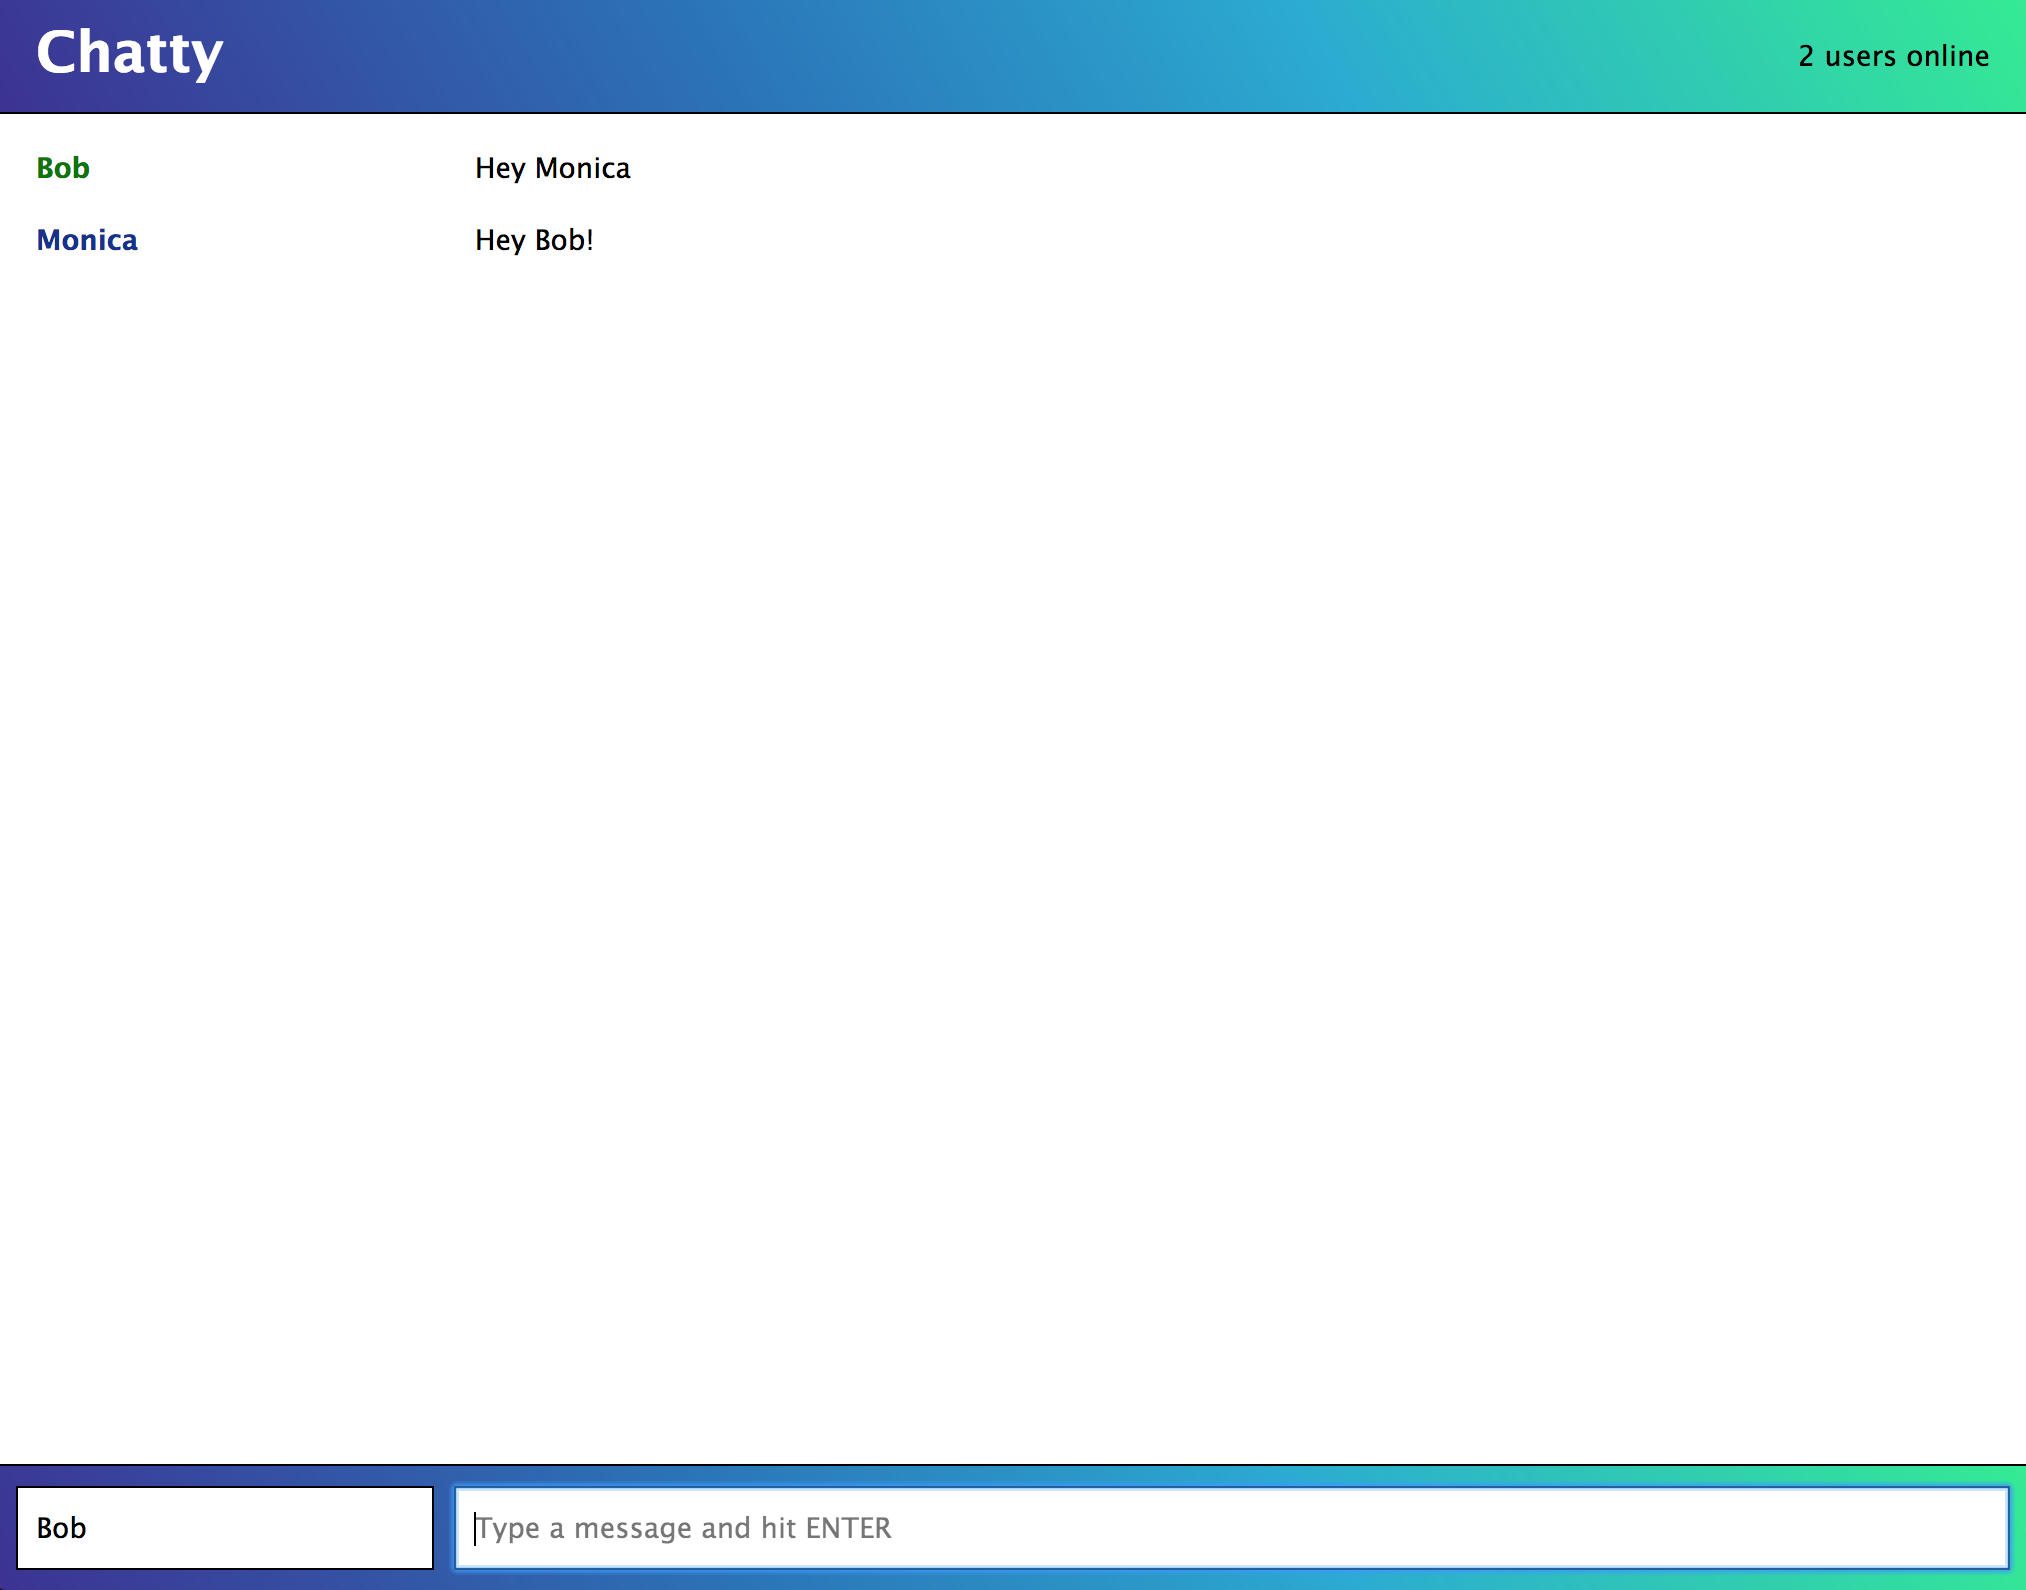 Chatty
2 users online
Bob Hey Monica
Monica Hey Bob!
Bob Type a message and hit ENTER